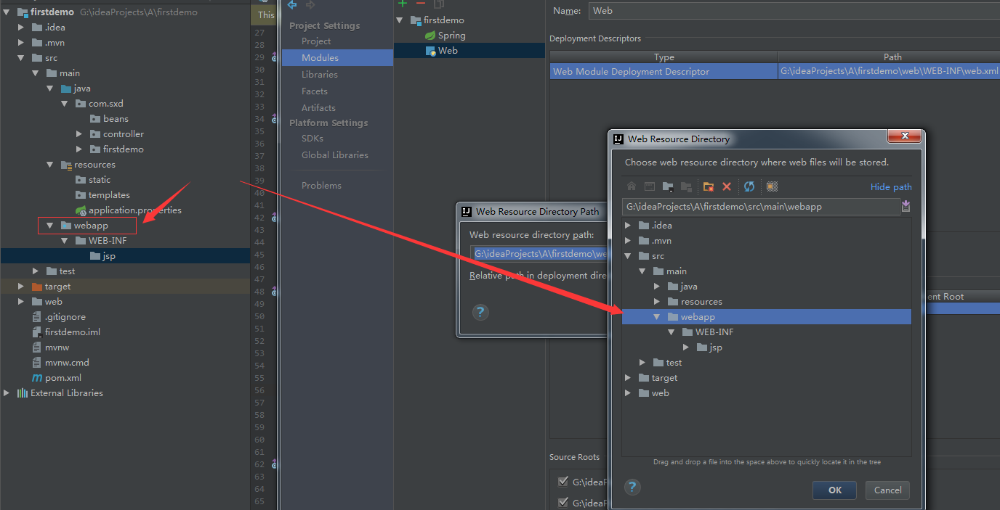 firstdemo G:\ideaProjects\A\firstdemo
.idea
.mvn
src
main
java
com.sxd
beans
controller
firstdemo
resources
static
templates
application.properties
webapp
WEB-INF
jsp
test
target
web
.gitignore
firstdemo.iml
mvnw
mvnw.cmd
pom.xml
External Libraries
This
27
28
29
30
31
32
33
34
35
36
37
38
39
40
41
42
43
44
45
46
47
48
49
50
51
52
53
54
55
56
57
58
59
60
61
62
63
64
65
Project Settings
Project
Modules
Libraries
Facets
Artifacts
Platform Settings
SDKs
Global Libraries
Problems
firstdemo
Spring
Web
Name: Web
Deployment Descriptors
Type Path
Web Module Deployment Descriptor G:\ideaProjects\A\firstdemo\web\WEB-INF\web.xml
Web Resource Directory Path
Web resource directory path:
G:\ideaProjects\A\firstdemo\we
Relative path in deployment dire
?
ent Root
Source Roots
G:\ideaP
G:\ideaP
Web Resource Directory
Choose web resource directory where web files will be stored.
Hide path
G:\ideaProjects\A\firstdemo\src\main\webapp
.idea
.mvn
src
main
java
resources
webapp
WEB-INF
jsp
test
target
web
Drag and drop a file into the space above to quickly locate it in the tree
?
OK Cancel